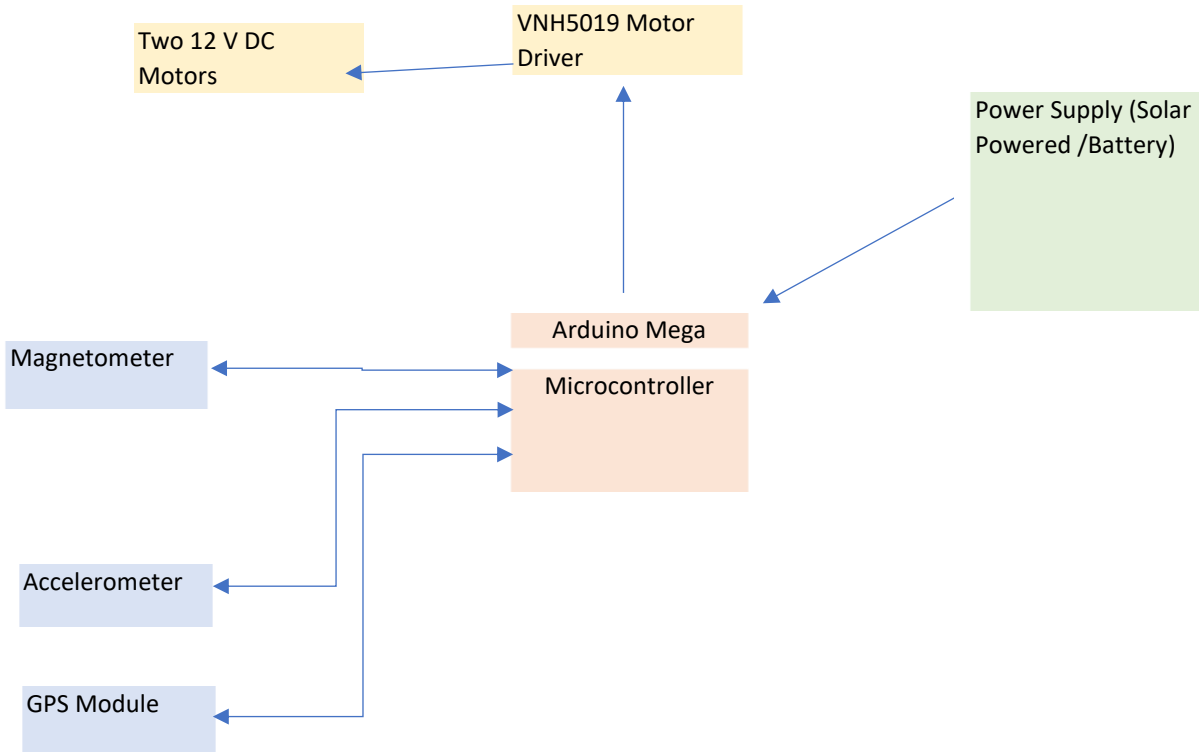 Two 12 V DC
Motors
VNH5019 Motor
Driver
Power Supply (Solar
Powered /Battery)
Arduino Mega
Microcontroller
Magnetometer
Accelerometer
GPS Module